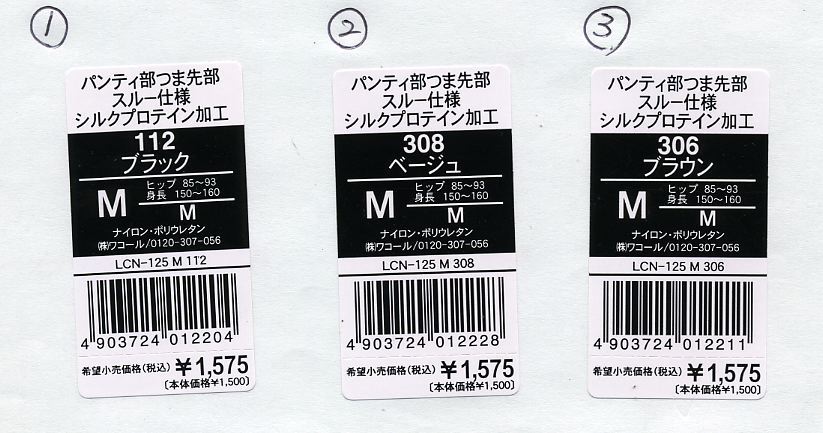 ①
パンティ部つま先部
スルー仕様
シルクプロテイン加工
112
ブラック
M
ヒップ 85～93
身長 150～160
M
ナイロン・ポリウレタン
㈱ワコール/0120-307-056
LCN-125 M 112
4 903724 012204
希望小売価格(税込) ￥1,575
〔本体価格￥1,500〕
②
パンティ部つま先部
スルー仕様
シルクプロテイン加工
308
ベージュ
M
ヒップ 85～93
身長 150～160
M
ナイロン・ポリウレタン
㈱ワコール/0120-307-056
LCN-125 M 308
4 903724 012228
希望小売価格(税込) ￥1,575
〔本体価格￥1,500〕
③
パンティ部つま先部
スルー仕様
シルクプロテイン加工
306
ブラウン
M
ヒップ 85～93
身長 150～160
M
ナイロン・ポリウレタン
㈱ワコール/0120-307-056
LCN-125 M 306
4 903724 012211
希望小売価格(税込) ￥1,575
〔本体価格￥1,500〕